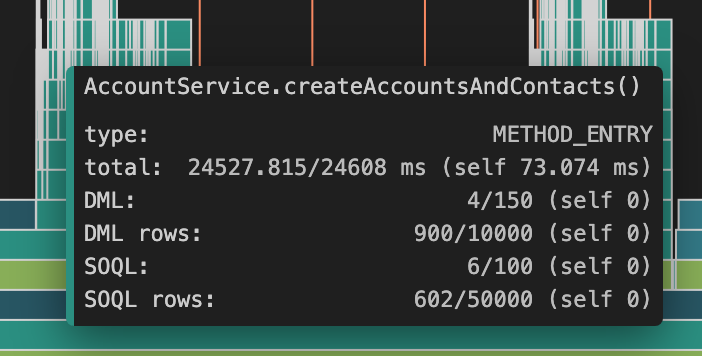 AccountService.createAccountsAndContacts()
type: METHOD_ENTRY
total: 24527.815/24608 ms (self 73.074 ms)
DML: 4/150 (self 0)
DML rows: 900/10000 (self 0)
SOQL: 6/100 (self 0)
SOQL rows: 602/50000 (self 0)